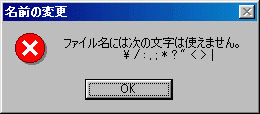 名前の変更
ファイル名には次の文字は使えません。
¥ / : , ; * ? " < > |
OK